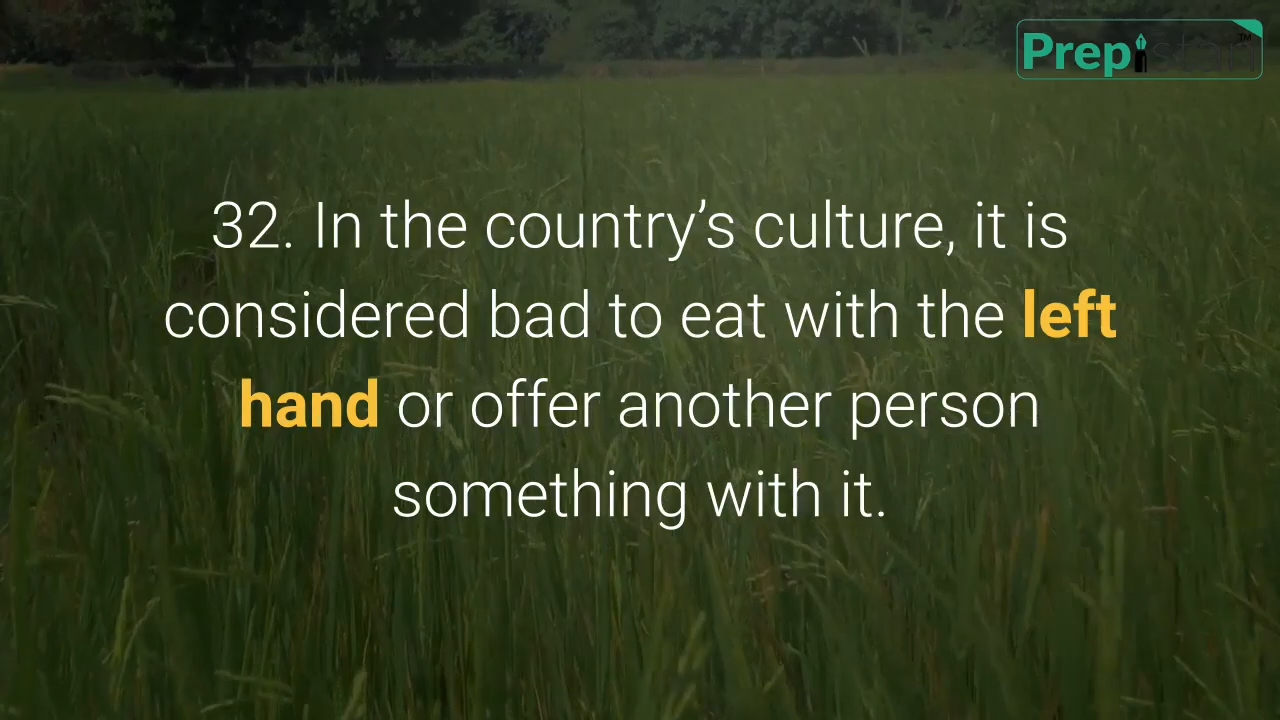 Prepistan™
32. In the country’s culture, it is
considered bad to eat with the left
hand or offer another person
something with it.